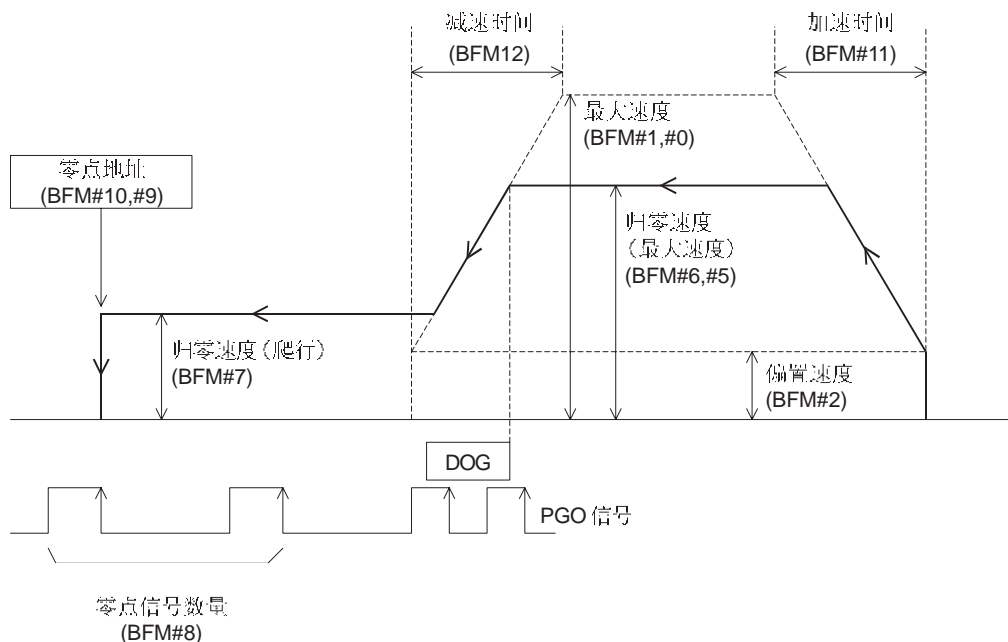 减速时间
(BFM12)
加速时间
(BFM#11)
最大速度
(BFM#1,#0)
零点地址
(BFM#10,#9)
归零速度
（最大速度）
(BFM#6,#5)
归零速度（爬行）
(BFM#7)
偏置速度
(BFM#2)
DOG
PGO 信号
零点信号数量
(BFM#8)